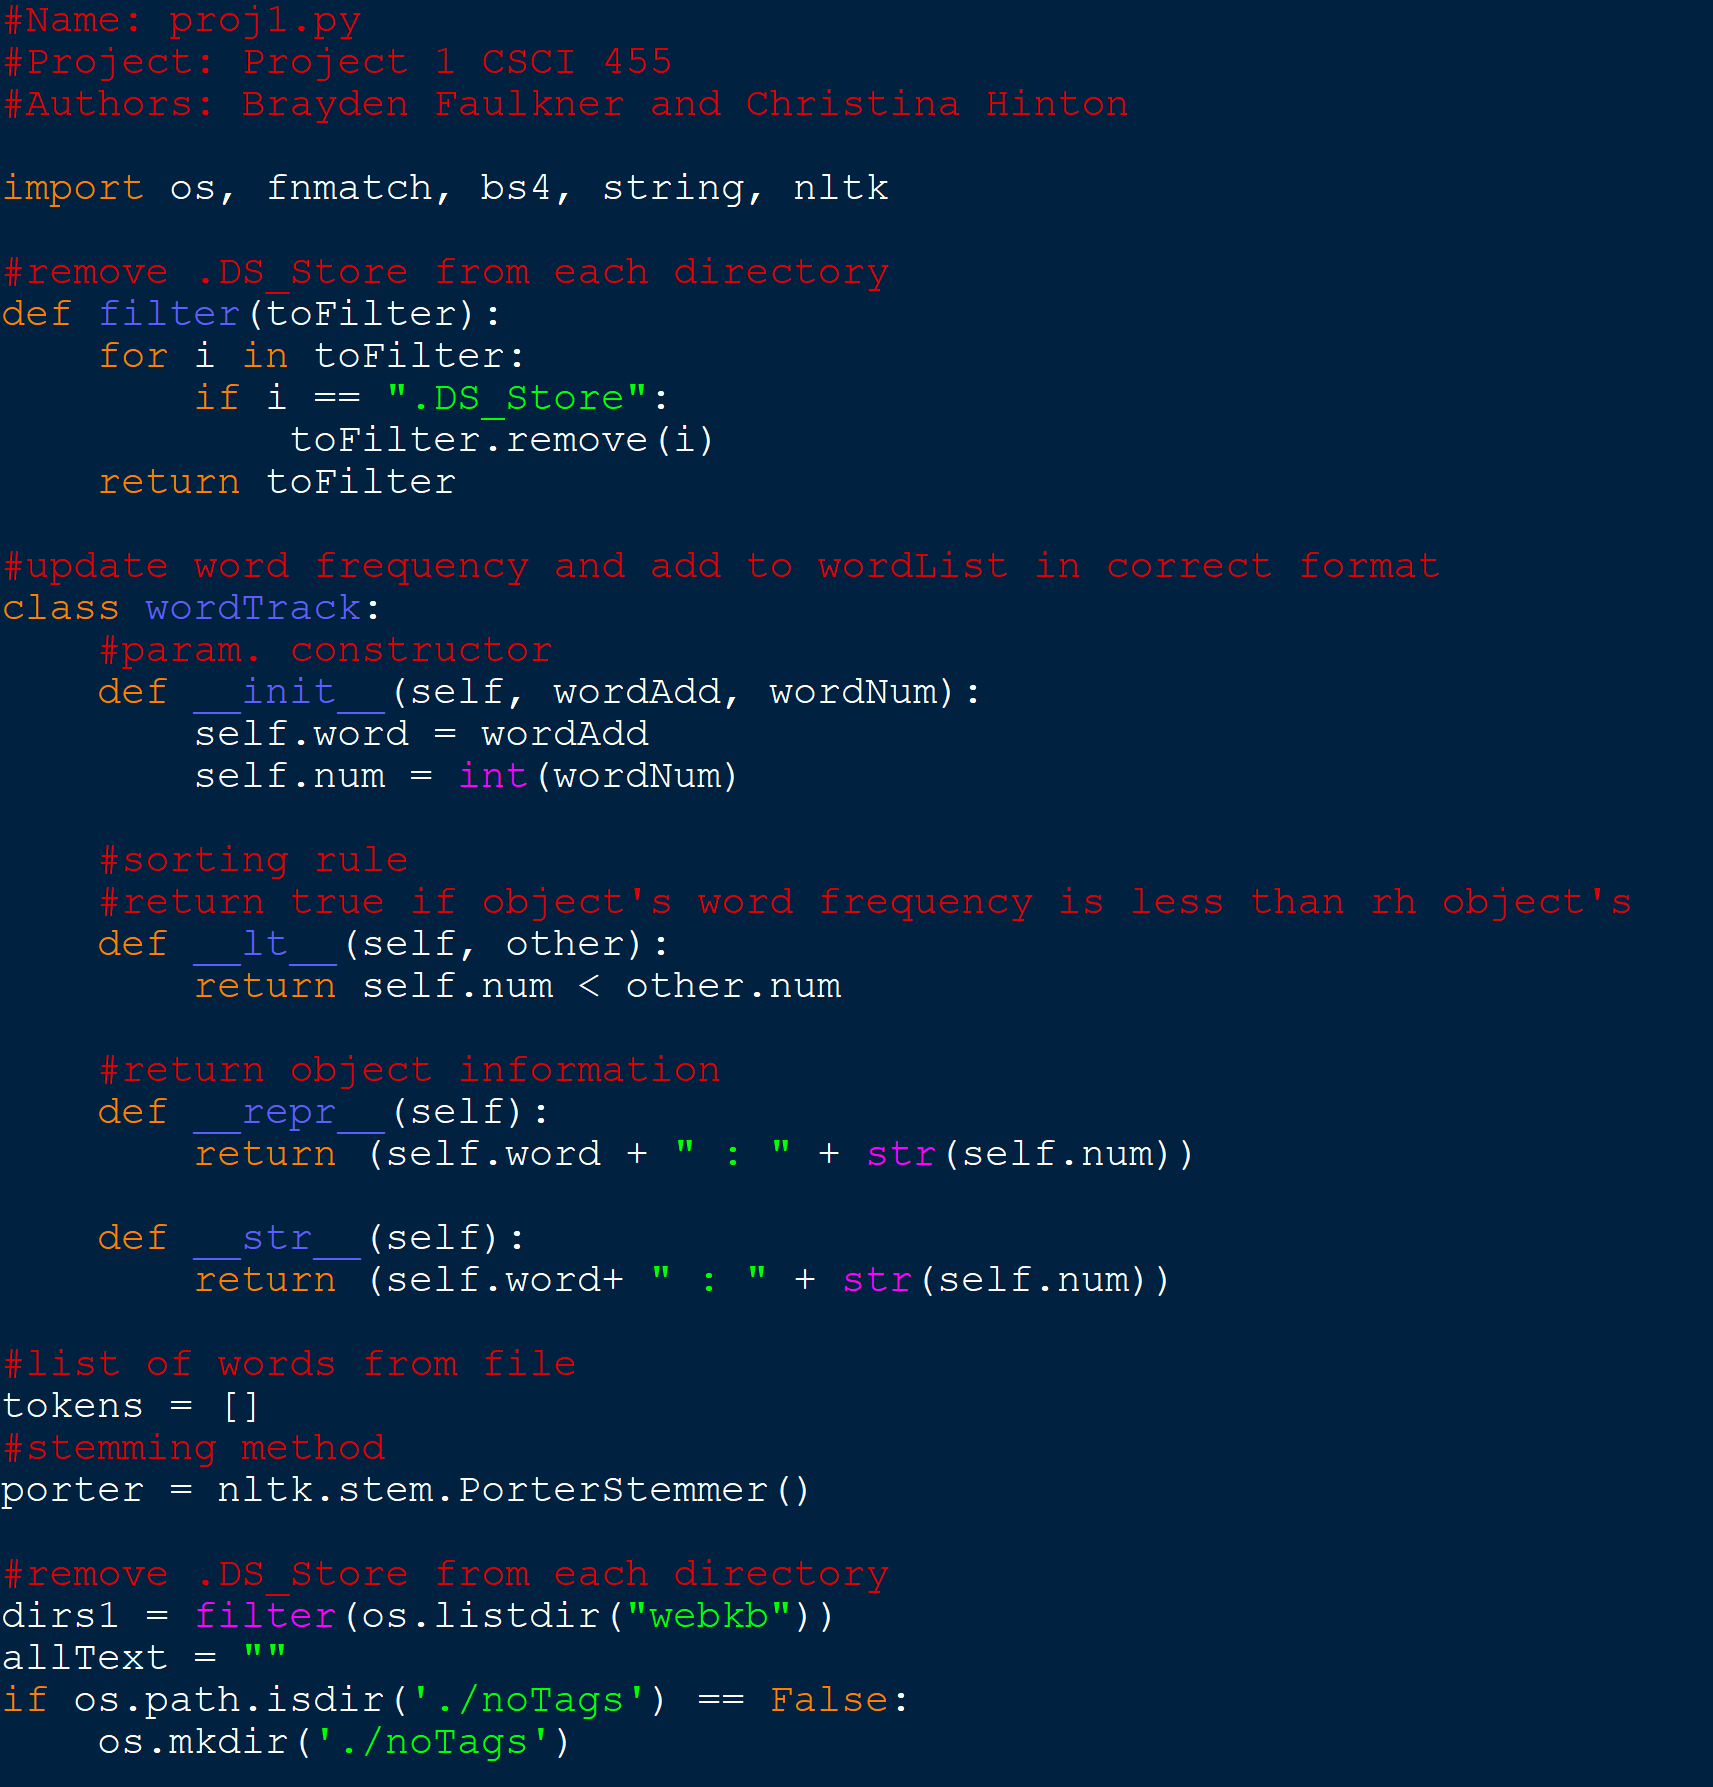 #Name: proj1.py
#Project: Project 1 CSCI 455
#Authors: Brayden Faulkner and Christina Hinton

import os, fnmatch, bs4, string, nltk

#remove .DS_Store from each directory
def filter(toFilter):
    for i in toFilter:
        if i == ".DS_Store":
            toFilter.remove(i)
    return toFilter

#update word frequency and add to wordList in correct format
class wordTrack:
    #param. constructor
    def __init__(self, wordAdd, wordNum):
        self.word = wordAdd
        self.num = int(wordNum)

    #sorting rule
    #return true if object's word frequency is less than rh object's
    def __lt__(self, other):
        return self.num < other.num

    #return object information
    def __repr__(self):
        return (self.word + " : " + str(self.num))

    def __str__(self):
        return (self.word+ " : " + str(self.num))

#list of words from file
tokens = []
#stemming method
porter = nltk.stem.PorterStemmer()

#remove .DS_Store from each directory
dirs1 = filter(os.listdir("webkb"))
allText = ""
if os.path.isdir('./noTags') == False:
    os.mkdir('./noTags')